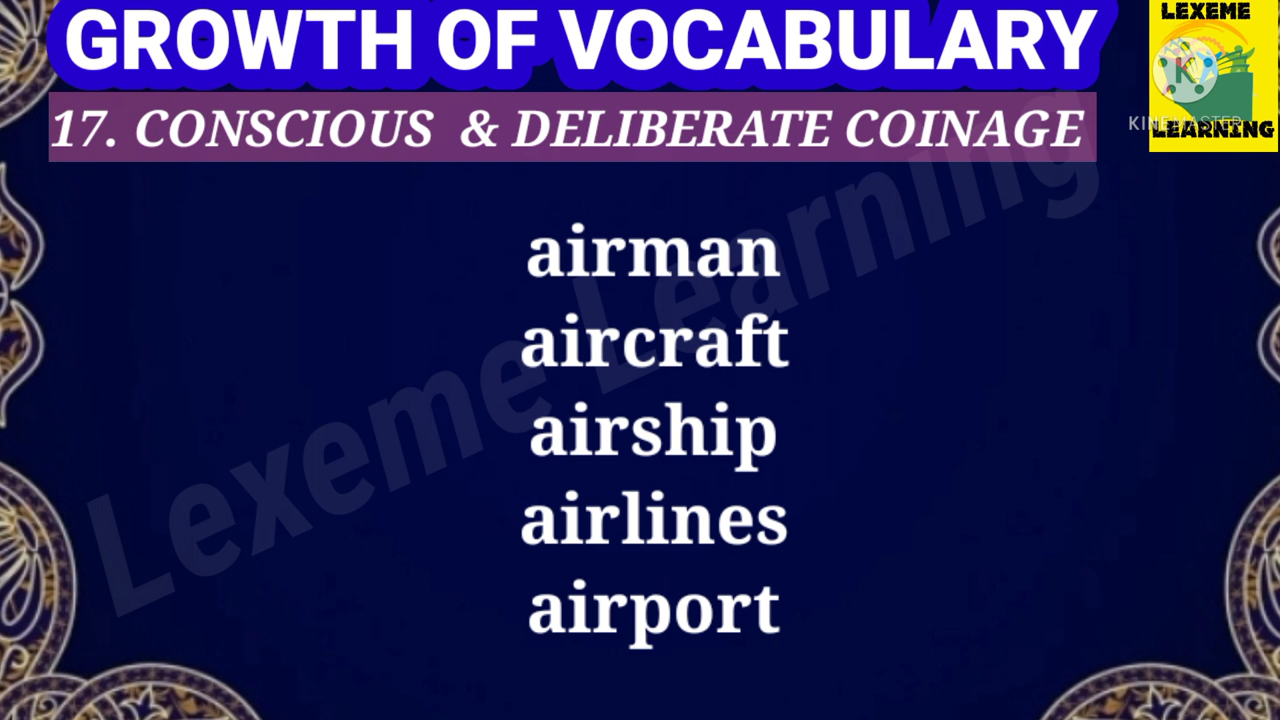 GROWTH OF VOCABULARY
17. CONSCIOUS & DELIBERATE COINAGE
LEXEME
K
KINEMASTER
LEARNING
airman
aircraft
airship
airlines
airport
Lexeme Learning